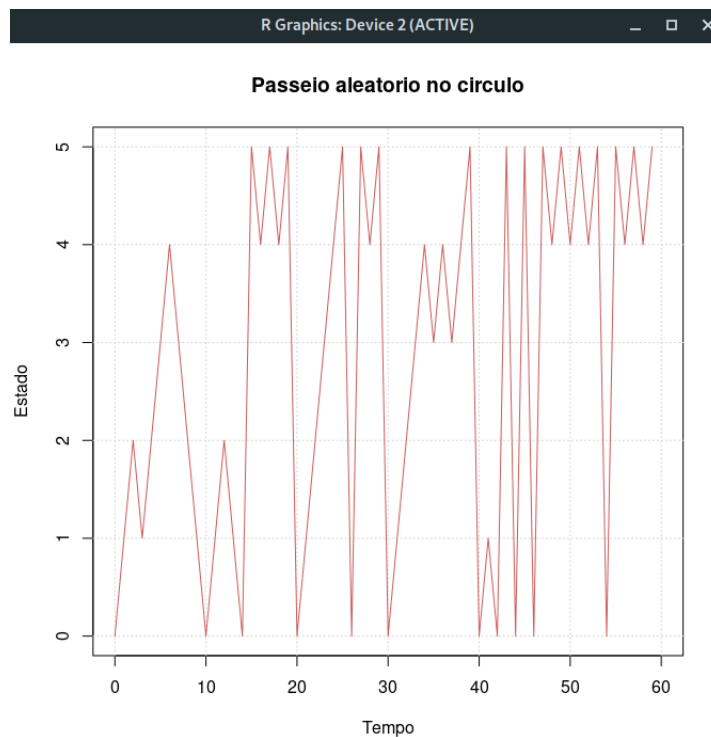 R Graphics: Device 2 (ACTIVE)
Passeio aleatorio no circulo
Estado
5
4
3
2
1
0
0 10 20 30 40 50 60
Tempo